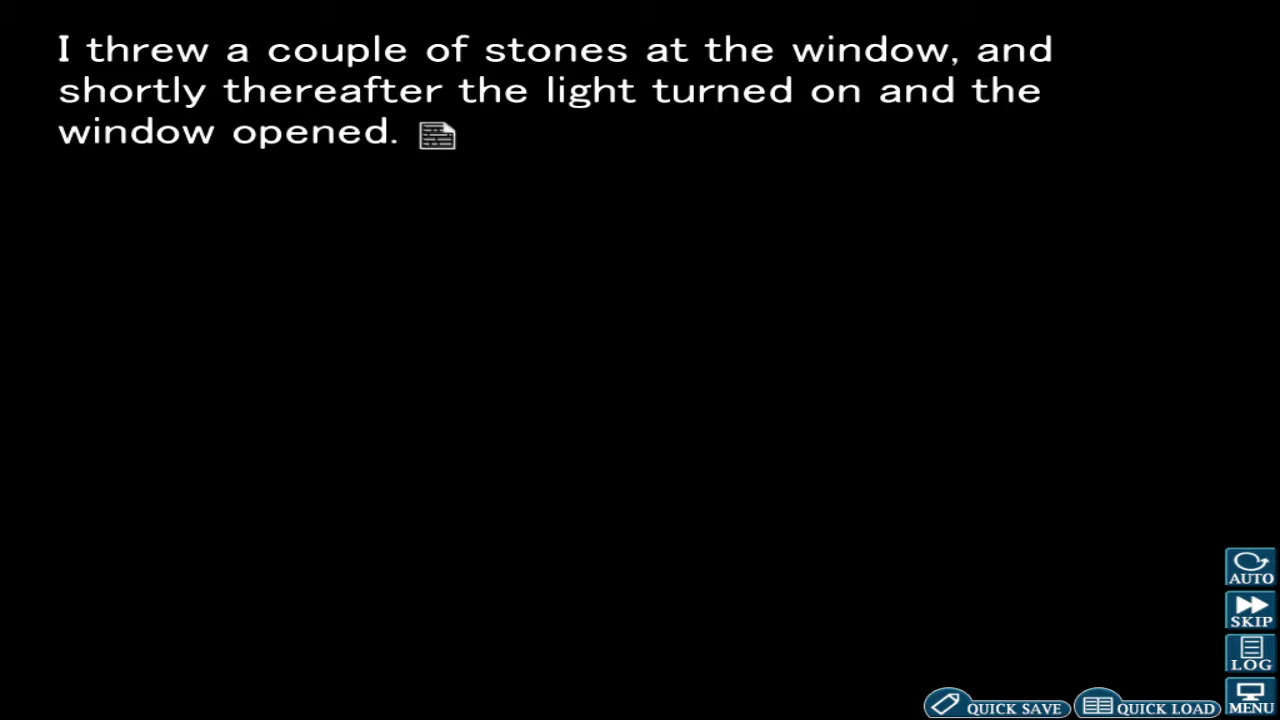 I threw a couple of stones at the window, and
shortly thereafter the light turned on and the
window opened.
AUTO
SKIP
LOG
QUICK SAVE
QUICK LOAD
MENU